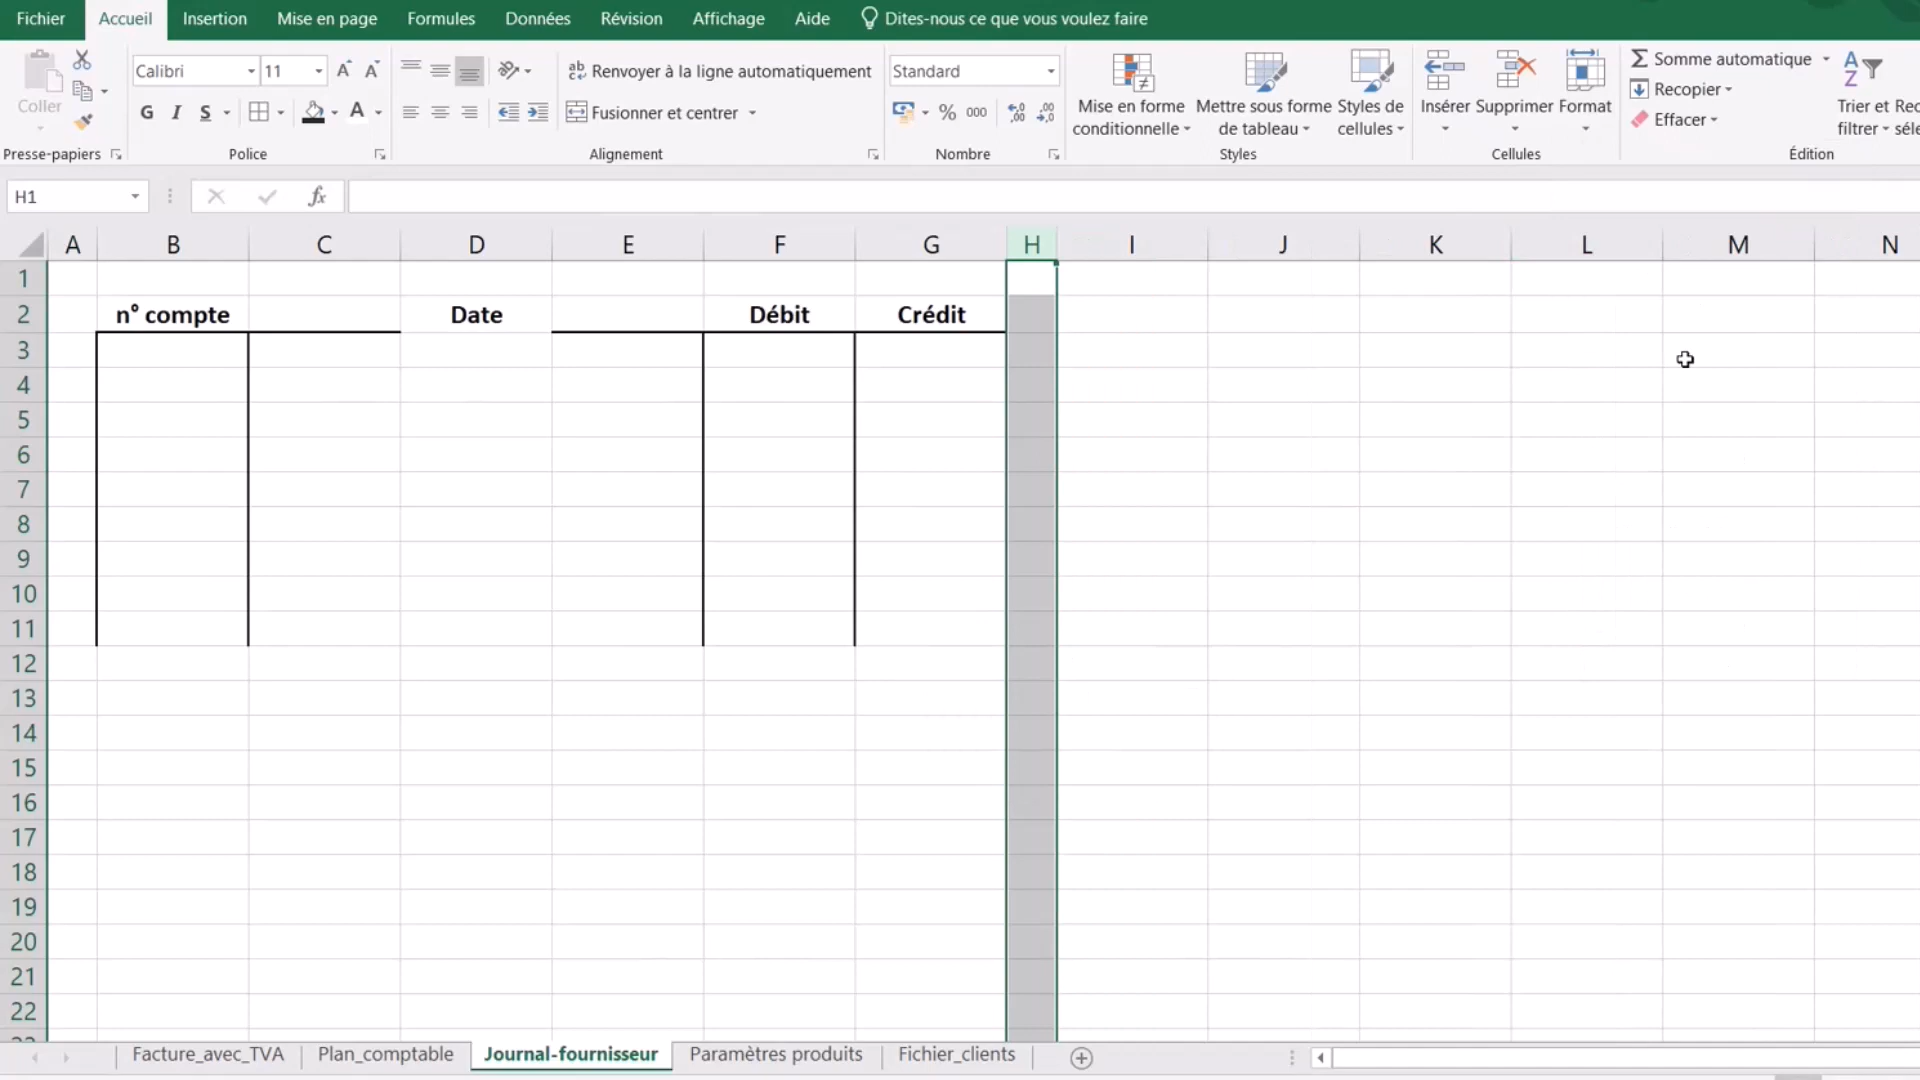 Fichier Accueil Insertion Mise en page Formules Données Révision Affichage Aide Dites-nous ce que vous voulez faire
Coller
Presse-papiers
Calibri 11
G I S A
Police
ab Renvoyer à la ligne automatiquement
Fusionner et centrer
Alignement
Standard
% 000
Nombre
Mise en forme
conditionnelle
Mettre sous forme
de tableau
Styles de
cellules
Styles
Insérer Supprimer Format
Cellules
Σ Somme automatique
Recopier
Effacer
Trier et
filtrer
Édition
H1 fx
A B C D E F G H I J K L M N
1
2 n° compte Date Débit Crédit
3
4
5
6
7
8
9
10
11
12
13
14
15
16
17
18
19
20
21
22
Facture_avec_TVA Plan_comptable Journal-fournisseur Paramètres produits Fichier_clients